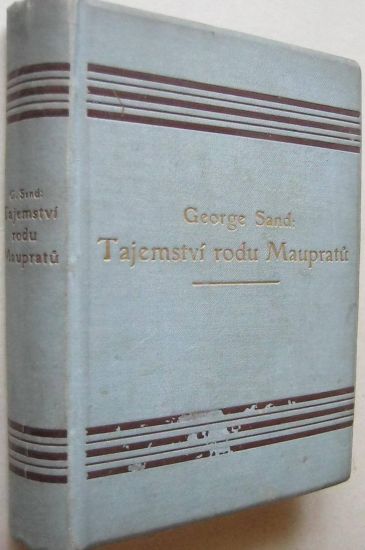 G. Sand:
Tajemství
rodu
Maupratů
George Sand:
Tajemství rodu Maupratů